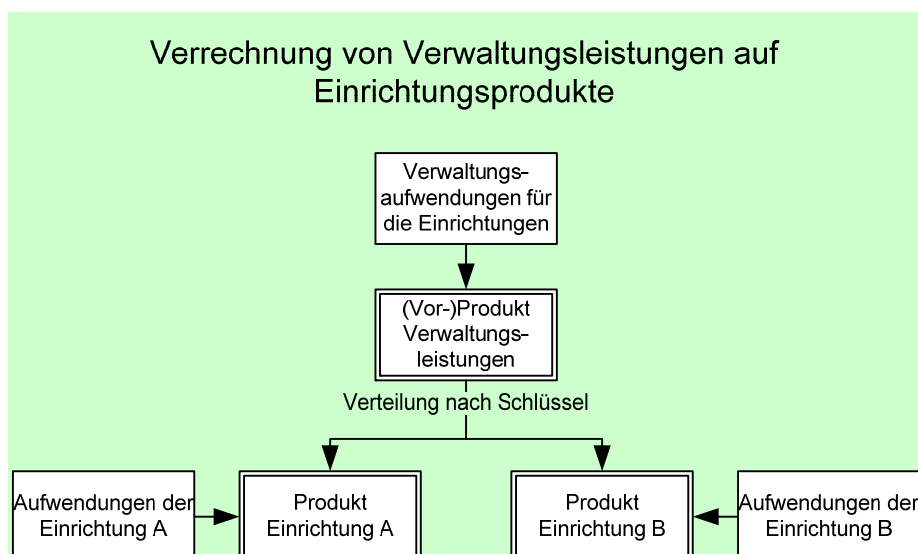 Verrechnung von Verwaltungsleistungen auf
Einrichtungsprodukte
Verwaltungs-
aufwendungen für
die Einrichtungen
(Vor-)Produkt
Verwaltungs-
leistungen
Verteilung nach Schlüssel
Aufwendungen der
Einrichtung A
Produkt
Einrichtung A
Produkt
Einrichtung B
Aufwendungen der
Einrichtung B